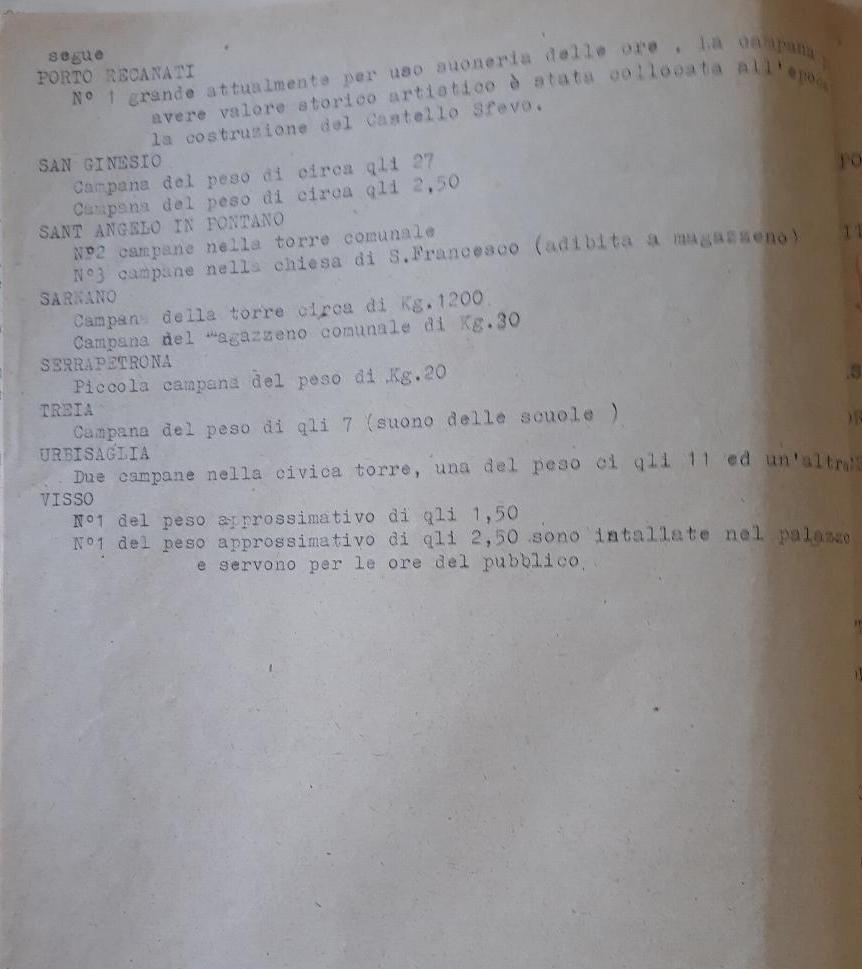 segue
PORTO RECANATI
Nº 1 grande attualmente per uso suoneria delle ore . La campana
avere valore storico artistico è stata collocata all'epoca
la costruzione del Castello Sfevo.
SAN GINESIO
Campana del peso di circa qli 27
Campana del peso di circa qli 2,50
SANT ANGELO IN PONTANO
Nº2 campane nella torre comunale
Nº3 campane nella chiesa di S.Francesco (adibita a magazzeno)
SARNANO
Campana della torre circa di Kg.1200
Campana del magazzeno comunale di Kg.30
SERRAPETRONA
Piccola campana del peso di Kg.20
TREIA
Campana del peso di qli 7 (suono delle scuole )
URBISAGLIA
Due campane nella civica torre, una del peso ci qli 11 ed un'altra
VISSO
Nº1 del peso approssimativo di qli 1,50
Nº1 del peso approssimativo di qli 2,50 sono intallate nel palazzo
e servono per le ore del pubblico.